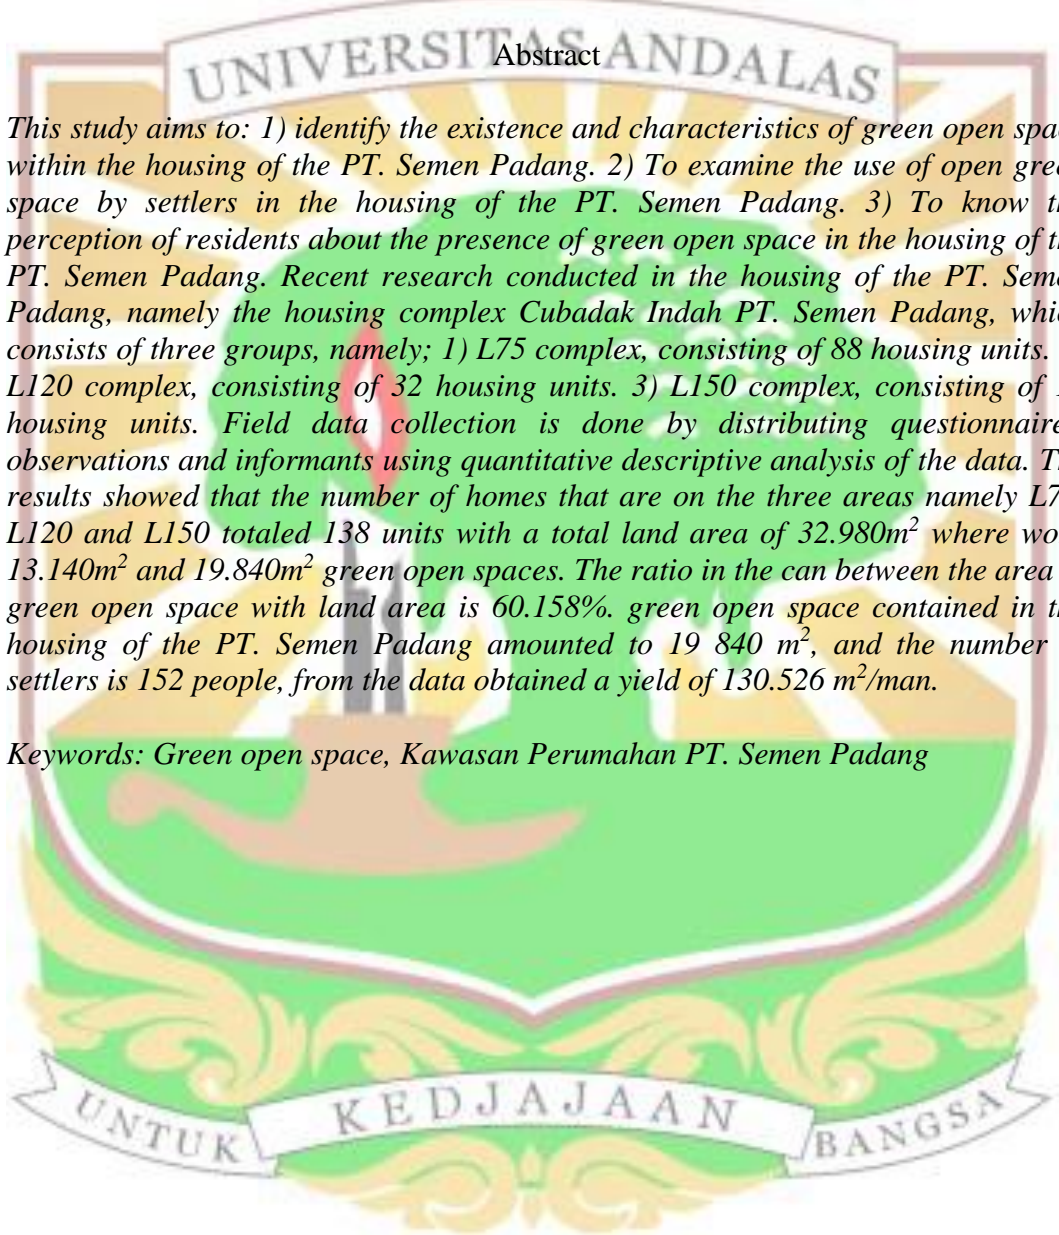 UNIVERSITAS ANDALAS
Abstract
This study aims to: 1) identify the existence and characteristics of green open spac
within the housing of the PT. Semen Padang. 2) To examine the use of open gree
space by settlers in the housing of the PT. Semen Padang. 3) To know th
perception of residents about the presence of green open space in the housing of th
PT. Semen Padang. Recent research conducted in the housing of the PT. Seme
Padang, namely the housing complex Cubadak Indah PT. Semen Padang, whic
consists of three groups, namely; 1) L75 complex, consisting of 88 housing units.
L120 complex, consisting of 32 housing units. 3) L150 complex, consisting of
housing units. Field data collection is done by distributing questionnaire
observations and informants using quantitative descriptive analysis of the data. Th
results showed that the number of homes that are on the three areas namely L7
L120 and L150 totaled 138 units with a total land area of 32.980m² where wo
13.140m² and 19.840m² green open spaces. The ratio in the can between the area
green open space with land area is 60.158%. green open space contained in th
housing of the PT. Semen Padang amounted to 19 840 m², and the number
settlers is 152 people, from the data obtained a yield of 130.526 m²/man.
Keywords: Green open space, Kawasan Perumahan PT. Semen Padang
UNTUK KEDJAJAAN BANGSA